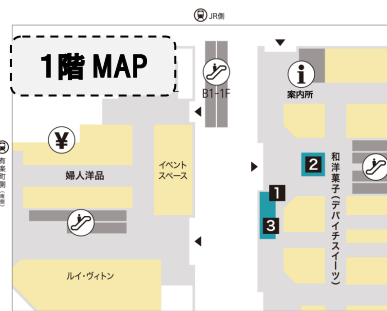 JR側
1階 MAP
B1-1F
案内所
¥
有楽町側
婦人洋品
イベント
スペース
2
和洋菓子(デパイチスイーツ)
1
3
ルイ・ヴィトン